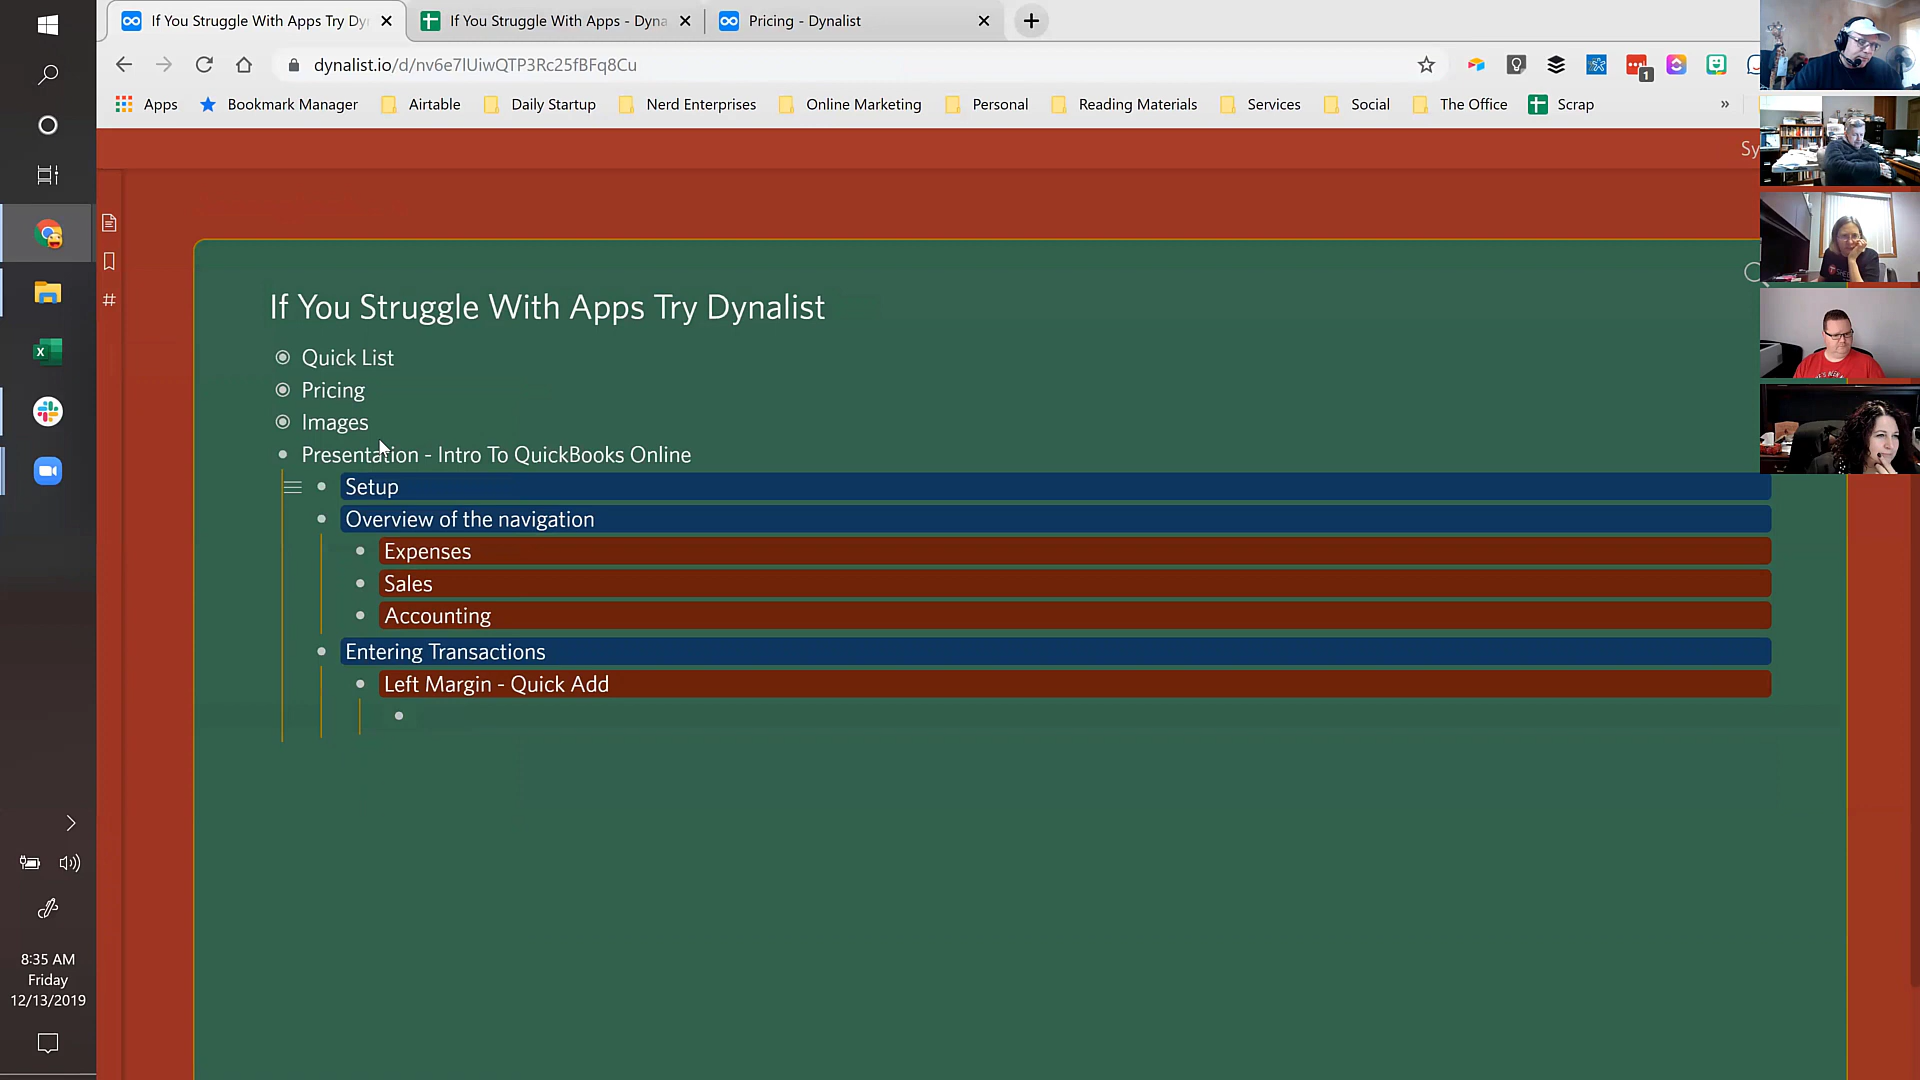 If You Struggle With Apps Try Dy
If You Struggle With Apps - Dyna
Pricing - Dynalist
dynalist.io/d/nv6e7lUiwQTP3Rc25fBFq8Cu
1
Apps
Bookmark Manager
Airtable
Daily Startup
Nerd Enterprises
Online Marketing
Personal
Reading Materials
Services
Social
The Office
Scrap
»
Sy
If You Struggle With Apps Try Dynalist
Quick List
Pricing
Images
Presentation - Intro To QuickBooks Online
Setup
Overview of the navigation
Expenses
Sales
Accounting
Entering Transactions
Left Margin - Quick Add
8:35 AM
Friday
12/13/2019